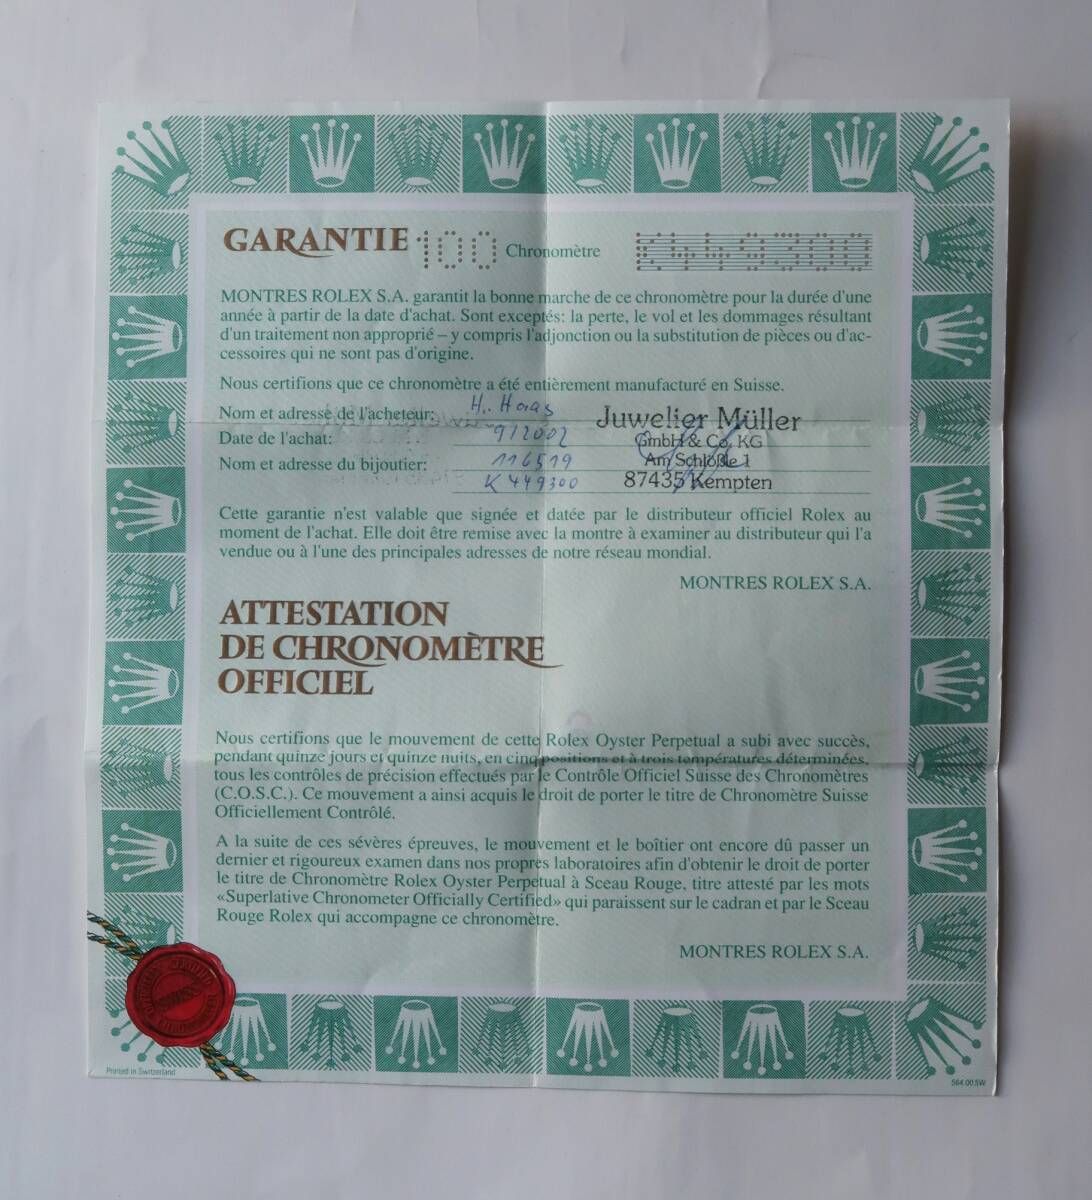 GARANTIE 100 Chronomètre K449300
MONTRES ROLEX S.A. garantit la bonne marche de ce chronomètre pour la durée d'une
année à partir de la date d'achat. Sont exceptés: la perte, le vol et les dommages résultant
d'un traitement non approprié – y compris l'adjonction ou la substitution de pièces ou d'ac-
cessoires qui ne sont pas d'origine.
Nous certifions que ce chronomètre a été entièrement manufacturé en Suisse.
Nom et adresse de l'acheteur: H. Haas
Date de l'achat: 9/2002
Nom et adresse du bijoutier: 116519
K 449300
Juwelier Müller
GmbH & Co. KG
Am Schlößle 1
87435 Kempten
Cette garantie n'est valable que signée et datée par le distributeur officiel Rolex au
moment de l'achat. Elle doit être remise avec la montre à examiner au distributeur qui l'a
vendue ou à l'une des principales adresses de notre réseau mondial.
MONTRES ROLEX S.A.
ATTESTATION
DE CHRONOMÈTRE
OFFICIEL
Nous certifions que le mouvement de cette Rolex Oyster Perpetual a subi avec succès,
pendant quinze jours et quinze nuits, en cinq positions et à trois températures déterminées,
tous les contrôles de précision effectués par le Contrôle Officiel Suisse des Chronomètres
(C.O.S.C.). Ce mouvement a ainsi acquis le droit de porter le titre de Chronomètre Suisse
Officiellement Contrôlé.
A la suite de ces sévères épreuves, le mouvement et le boîtier ont encore dû passer un
dernier et rigoureux examen dans nos propres laboratoires afin d'obtenir le droit de porter
le titre de Chronomètre Rolex Oyster Perpetual à Sceau Rouge, titre attesté par les mots
«Superlative Chronometer Officially Certified» qui paraissent sur le cadran et par le Sceau
Rouge Rolex qui accompagne ce chronomètre.
MONTRES ROLEX S.A.
Printed in Switzerland
564.00.5W